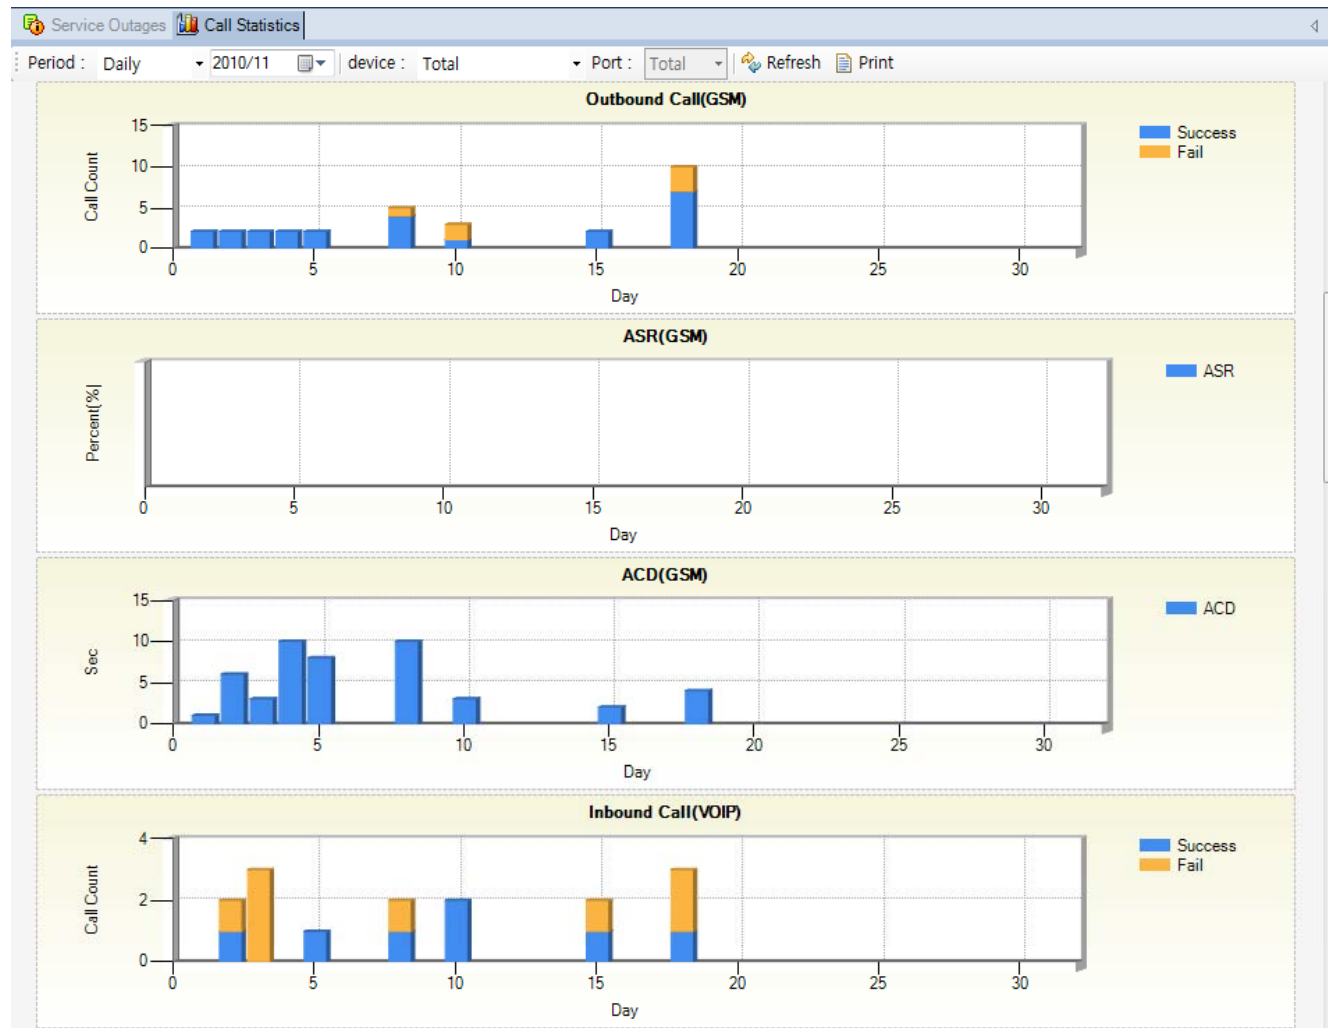 Service Outages Call Statistics
Period : Daily 2010/11 device : Total Port : Total Refresh Print
Outbound Call(GSM)
Call Count
15
10
5
0
0 5 10 15 20 25 30
Day
Success
Fail
ASR(GSM)
Percent(%)
0 5 10 15 20 25 30
Day
ASR
ACD(GSM)
Sec
15
10
5
0
0 5 10 15 20 25 30
Day
ACD
Inbound Call(VOIP)
Call Count
4
2
0
0 5 10 15 20 25 30
Day
Success
Fail